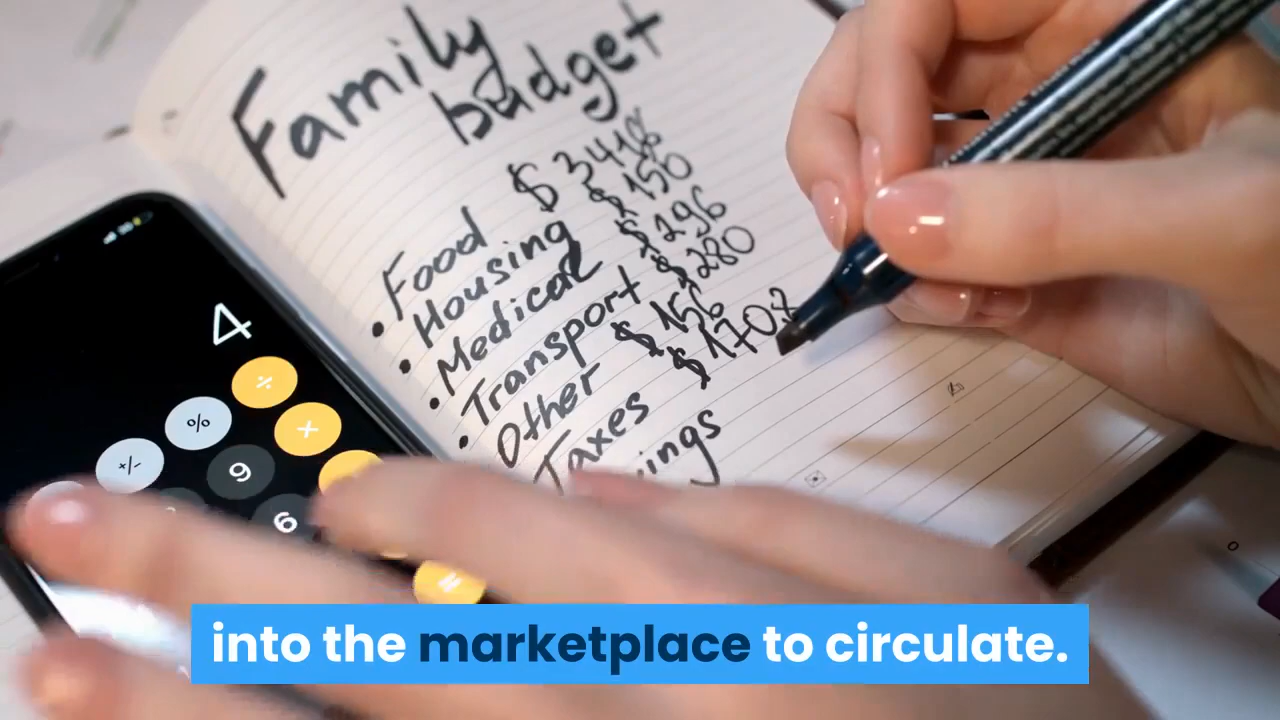 Family
budget
Food $ 3418
• Housing $ 150
• Medical $ 296
• Transport $ 280
• Other $ 156
Taxes $ 1708
ings
4
÷
% ×
+/-
9
6
into the marketplace to circulate.